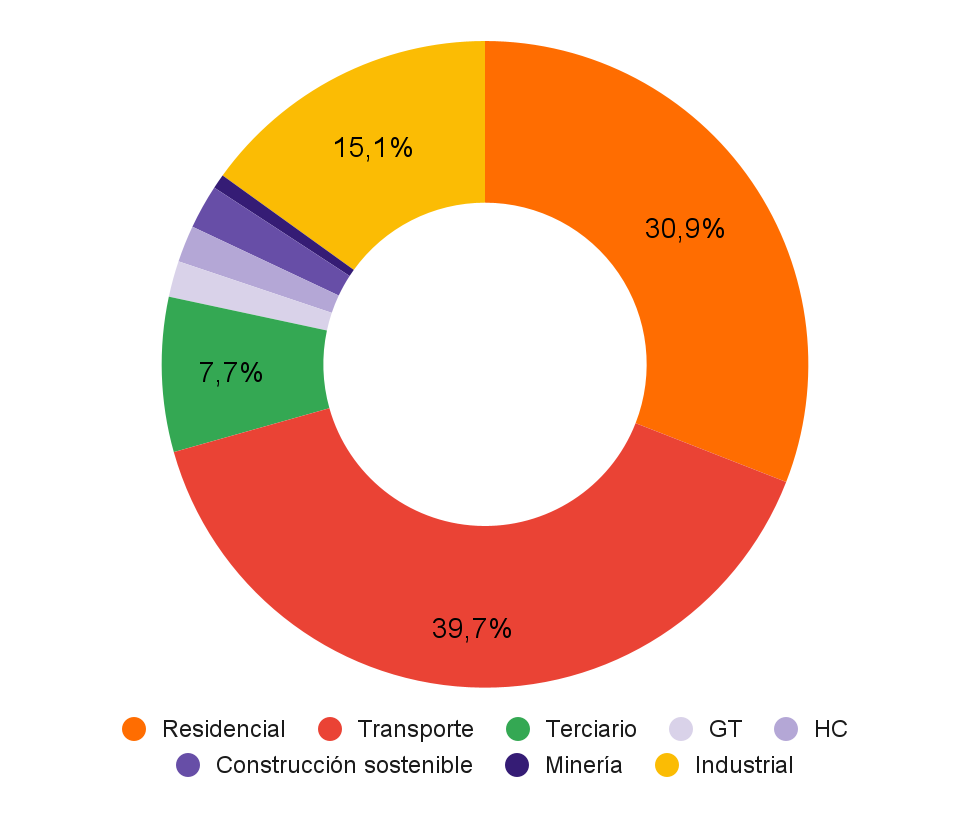 15,1%
30,9%
7,7%
39,7%
Residencial Transporte Terciario GT HC
Construcción sostenible Minería Industrial